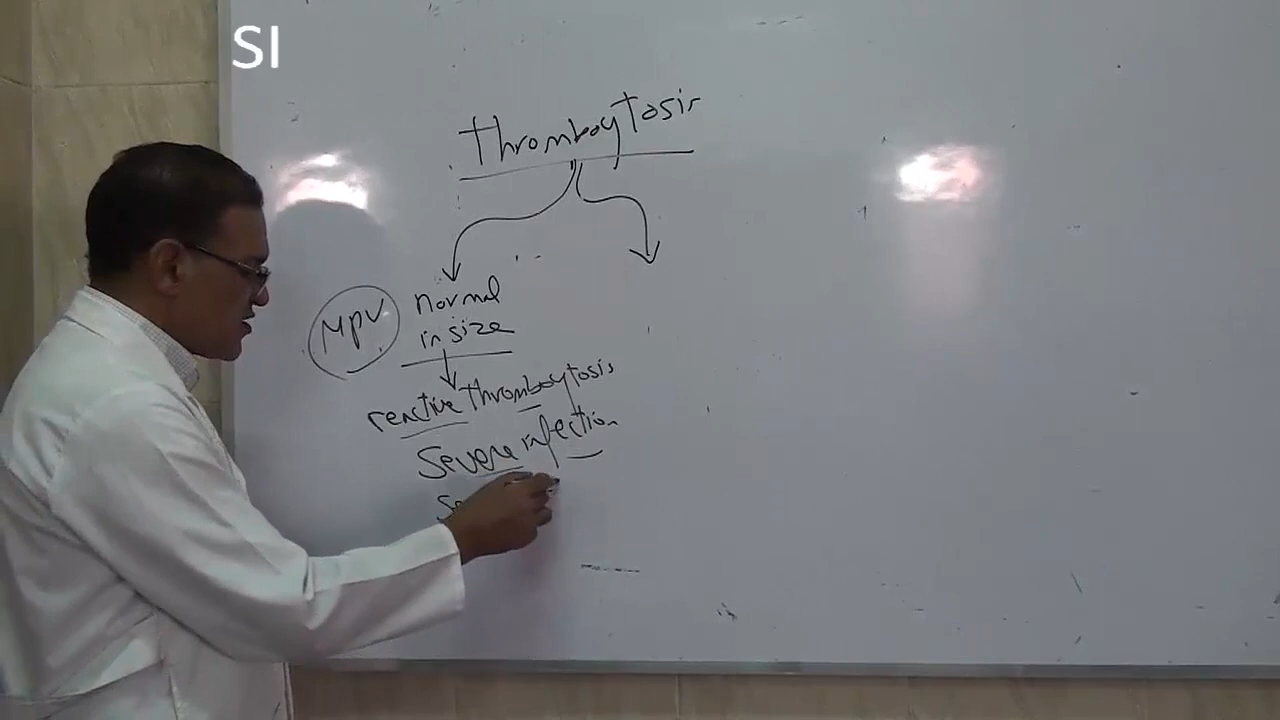 SI
thrombocytosis
MPV
normal
in size
reactive thrombocytosis
Severe infection